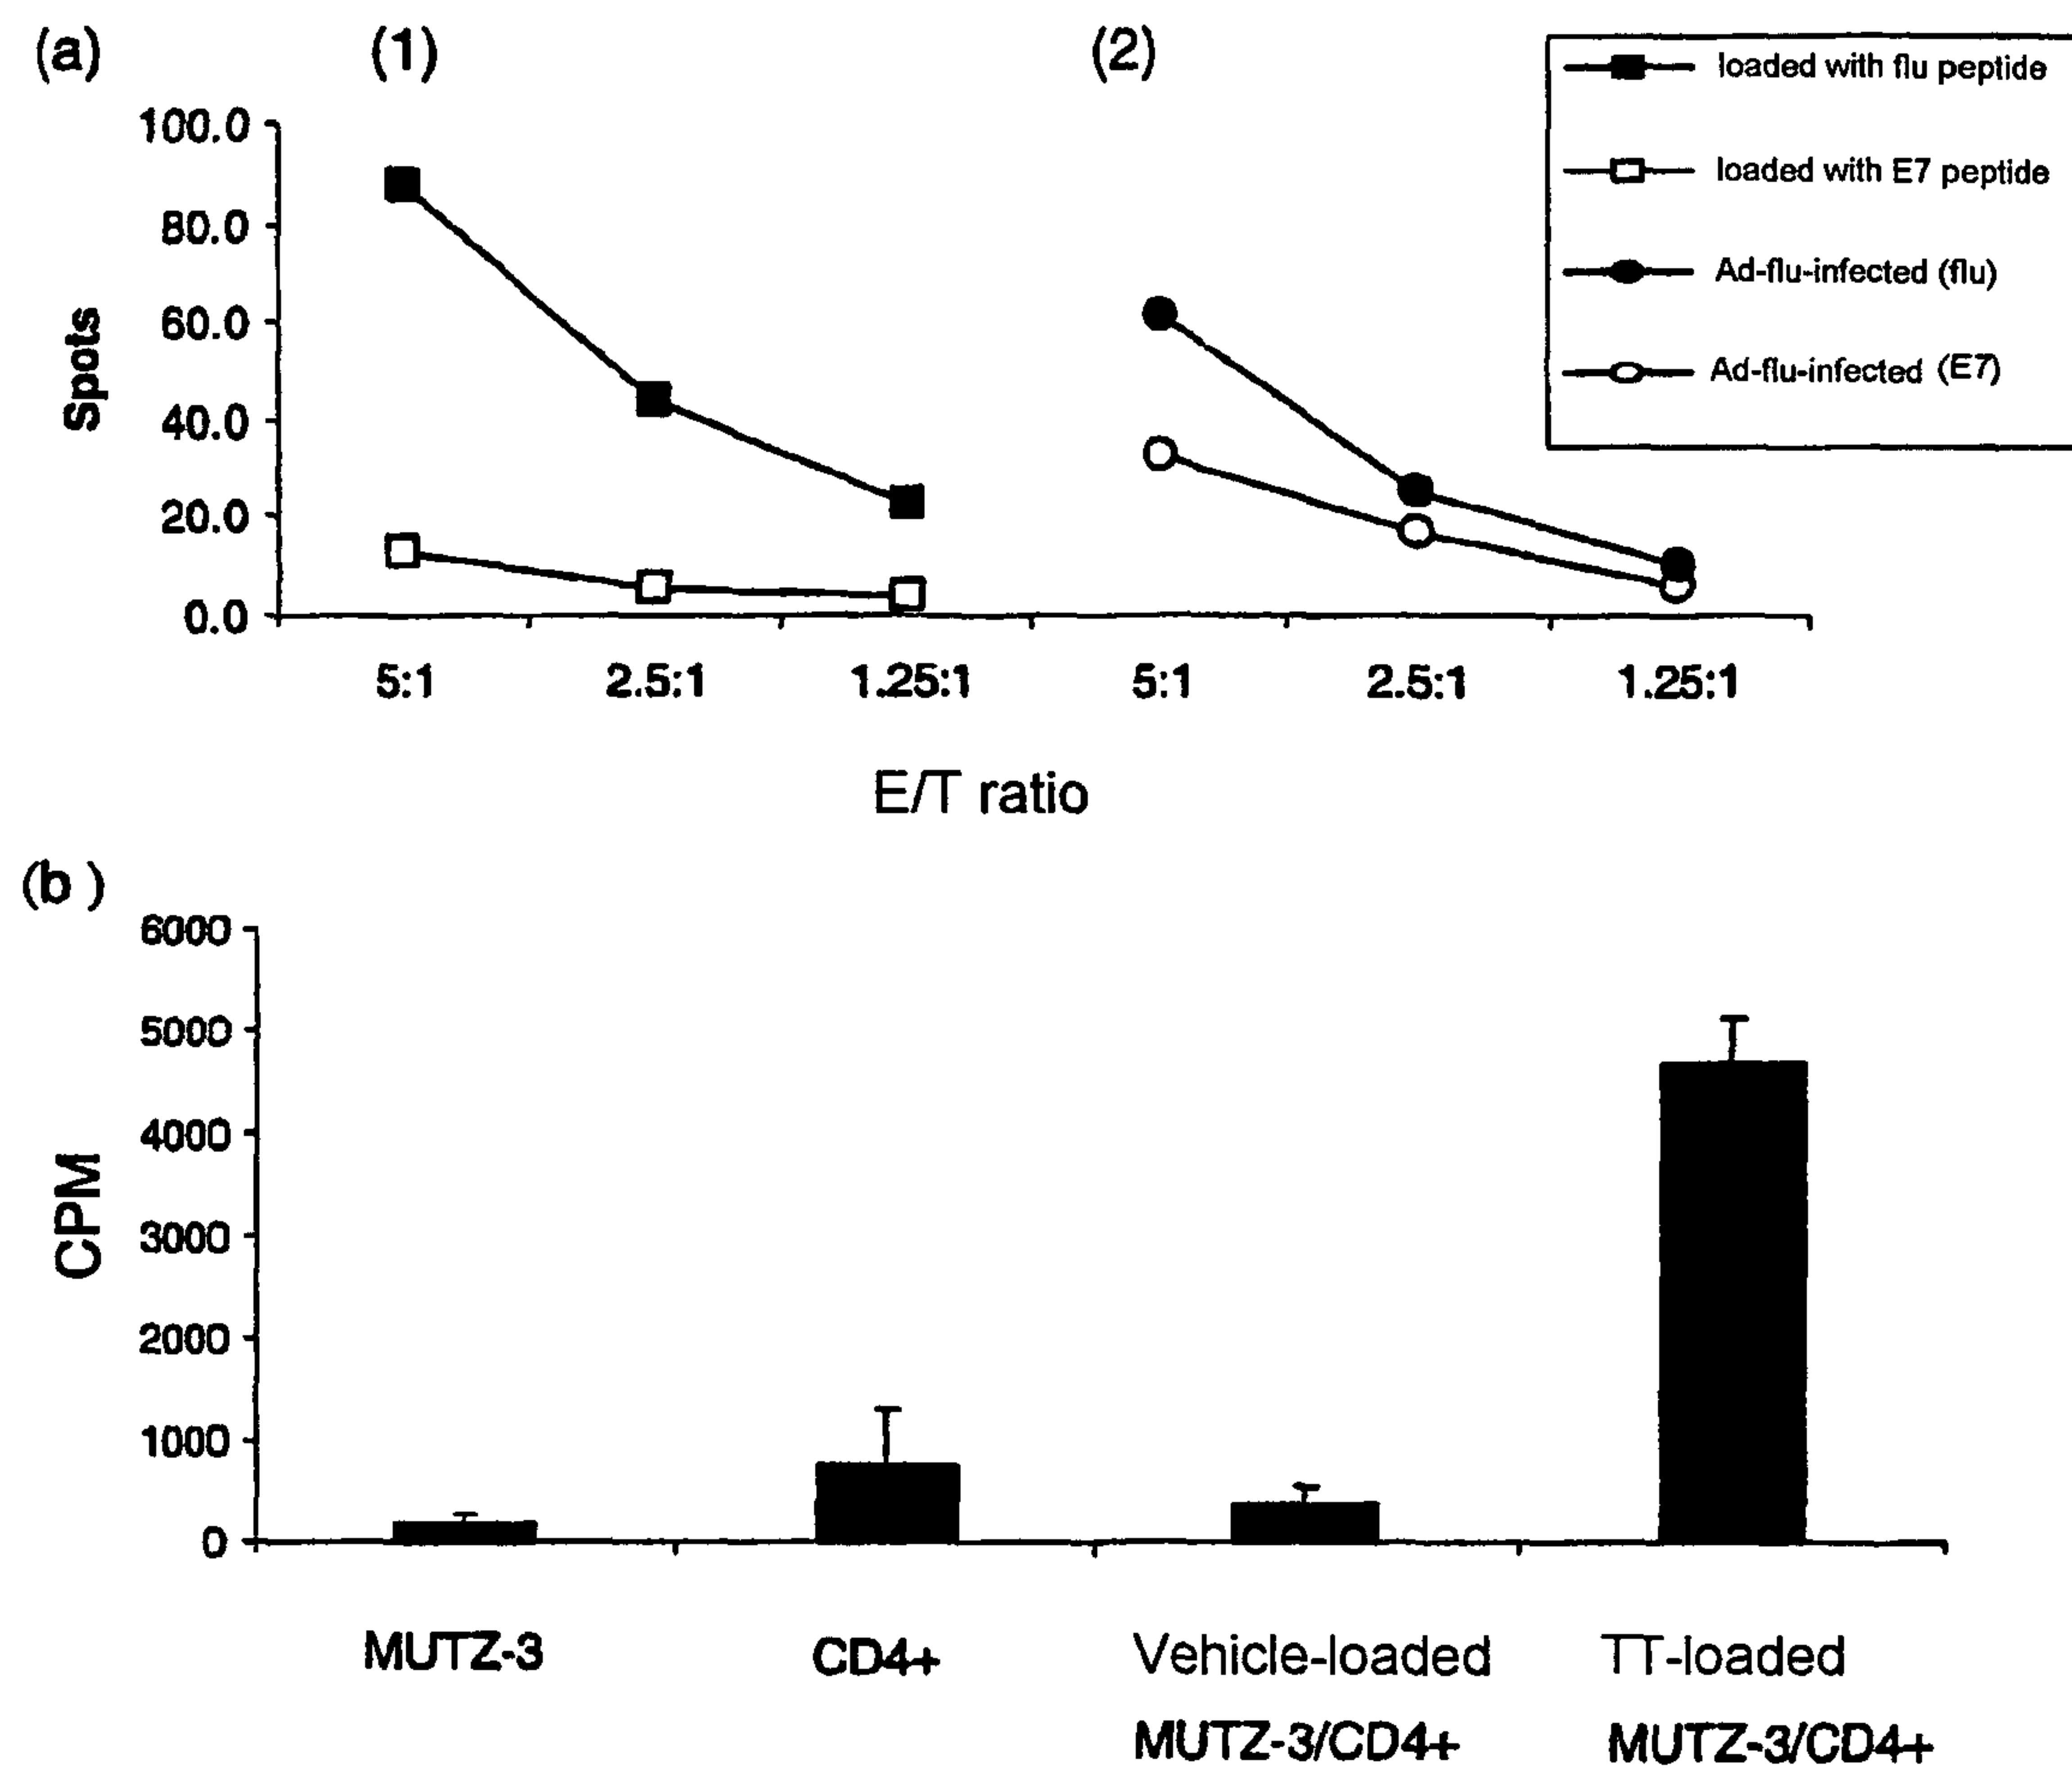 (a) (1) (2)
loaded with flu peptide
loaded with E7 peptide
Ad-flu-infected (flu)
Ad-flu-infected (E7)
100.0
80.0
60.0
40.0
20.0
0.0
Spots
5:1 2.5:1 1.25:1 5:1 2.5:1 1.25:1
E/T ratio
(b )
6000
5000
4000
3000
2000
1000
0
CPM
MUTZ-3 CD4+ Vehicle-loaded TT-loaded
MUTZ-3/CD4+ MUTZ-3/CD4+